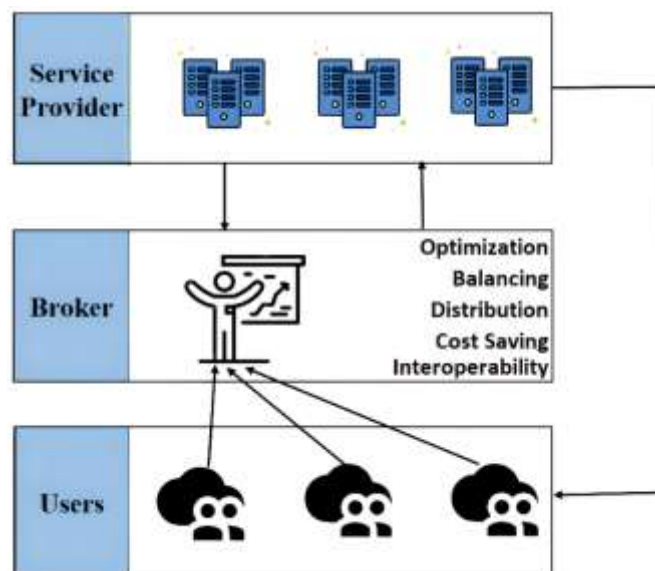 Service
Provider
Broker
Optimization
Balancing
Distribution
Cost Saving
Interoperability
Users